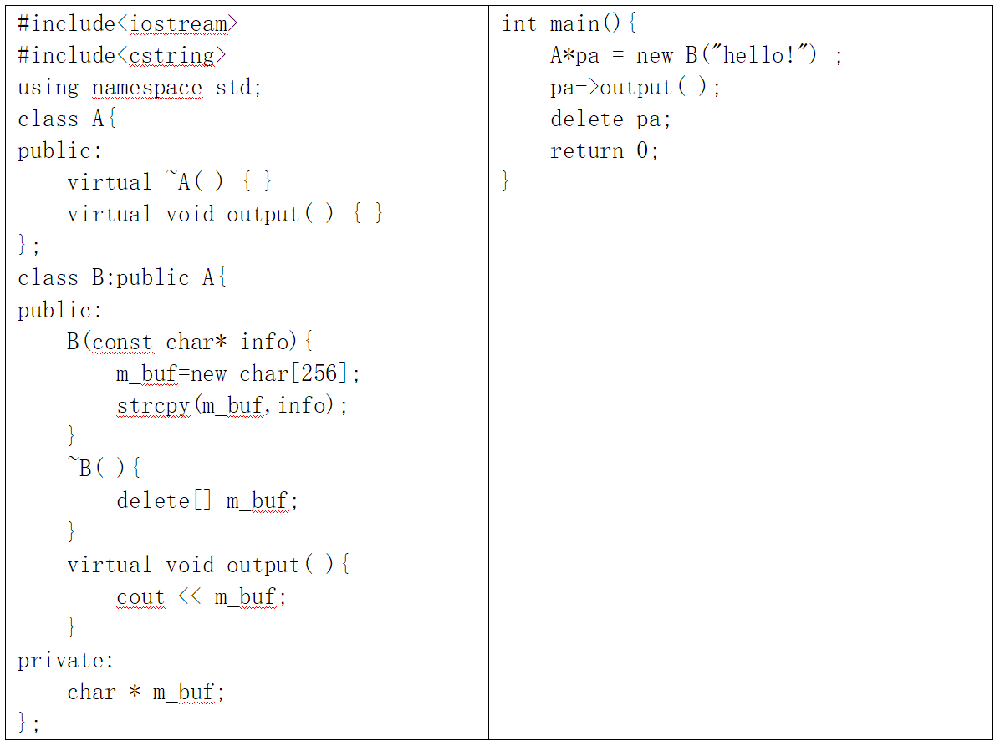 #include<iostream>
#include<cstring>
using namespace std;
class A{
public:
    virtual ~A( ) { }
    virtual void output( ) { }
};
class B:public A{
public:
    B(const char* info){
        m_buf=new char[256];
        strcpy(m_buf,info);
    }
    ~B( ){
        delete[] m_buf;
    }
    virtual void output( ){
        cout << m_buf;
    }
private:
    char * m_buf;
};
int main(){
    A*pa = new B("hello!") ;
    pa->output( );
    delete pa;
    return 0;
}